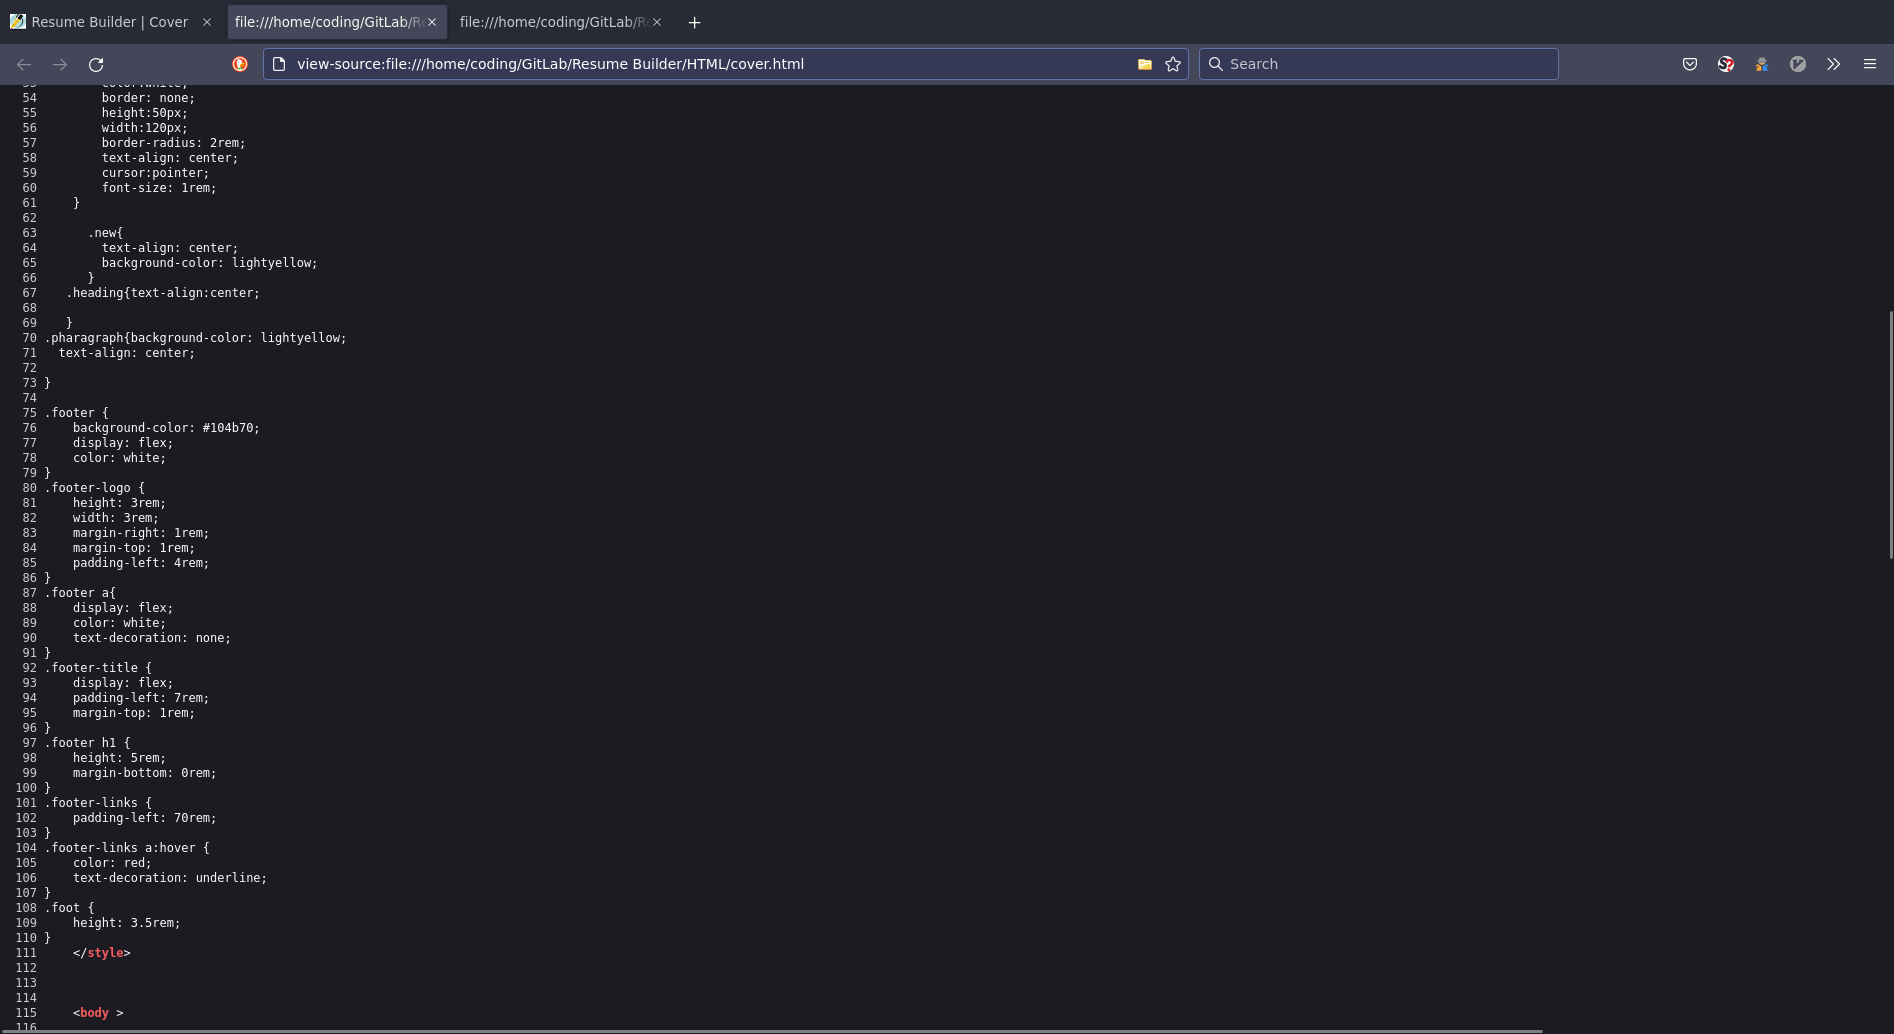 Resume Builder | Cover
file:///home/coding/GitLab/Re
file:///home/coding/GitLab/Re
view-source:file:///home/coding/GitLab/Resume Builder/HTML/cover.html
Search
53 color:white;
54 border: none;
55 height:50px;
56 width:120px;
57 border-radius: 2rem;
58 text-align: center;
59 cursor:pointer;
60 font-size: 1rem;
61 }
62
63 .new{
64 text-align: center;
65 background-color: lightyellow;
66 }
67 .heading{text-align:center;
68
69 }
70 .pharagraph{background-color: lightyellow;
71 text-align: center;
72
73 }
74
75 .footer {
76 background-color: #104b70;
77 display: flex;
78 color: white;
79 }
80 .footer-logo {
81 height: 3rem;
82 width: 3rem;
83 margin-right: 1rem;
84 margin-top: 1rem;
85 padding-left: 4rem;
86 }
87 .footer a{
88 display: flex;
89 color: white;
90 text-decoration: none;
91 }
92 .footer-title {
93 display: flex;
94 padding-left: 7rem;
95 margin-top: 1rem;
96 }
97 .footer h1 {
98 height: 5rem;
99 margin-bottom: 0rem;
100 }
101 .footer-links {
102 padding-left: 70rem;
103 }
104 .footer-links a:hover {
105 color: red;
106 text-decoration: underline;
107 }
108 .foot {
109 height: 3.5rem;
110 }
111 </style>
112
113
114
115 <body >
116